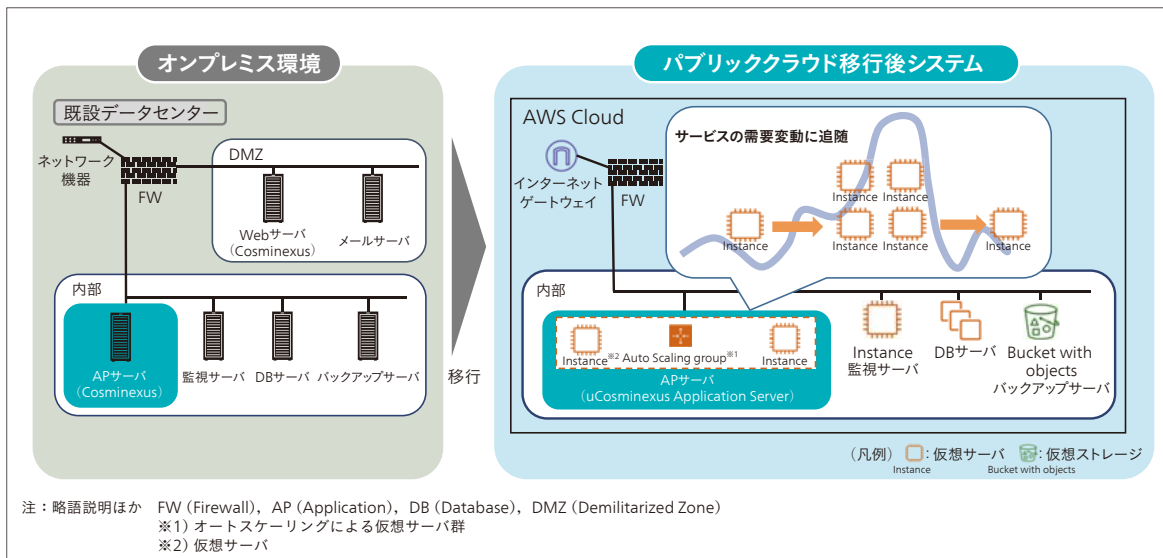 オンプレミス環境
既設データセンター
ネットワーク
機器
FW
DMZ
Webサーバ
(Cosminexus)
メールサーバ
内部
APサーバ
(Cosminexus)
監視サーバ
DBサーバ
バックアップサーバ
移行
パブリッククラウド移行後システム
AWS Cloud
インターネット
ゲートウェイ
FW
サービスの需要変動に追随
Instance
Instance
Instance
Instance
Instance
Instance
内部
Instance※2
Auto Scaling group※1
Instance
APサーバ
(uCosminexus Application Server)
Instance
監視サーバ
DBサーバ
Bucket with
objects
バックアップサーバ
(凡例) :仮想サーバ :仮想ストレージ
Instance Bucket with objects
注:略語説明ほか FW(Firewall),AP(Application),DB(Database),DMZ(Demilitarized Zone)
※1)オートスケーリングによる仮想サーバ群
※2)仮想サーバ